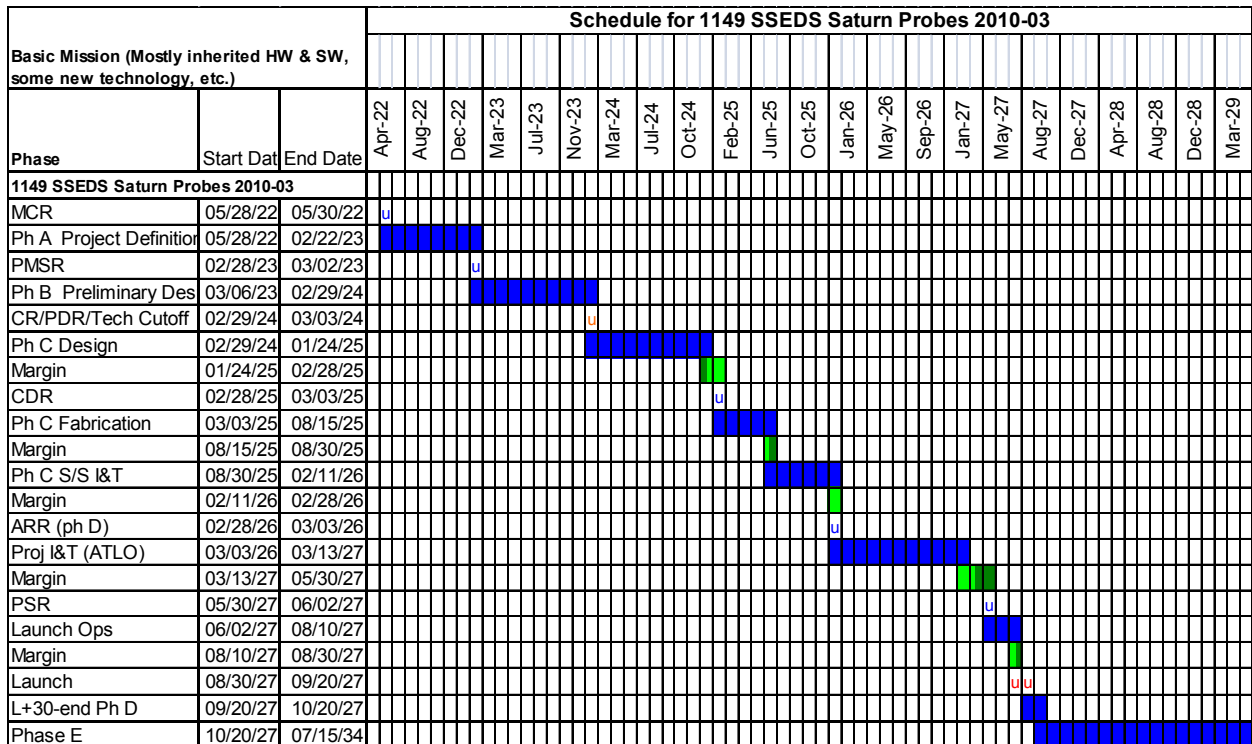 Schedule for 1149 SSEDS Saturn Probes 2010-03
Basic Mission (Mostly inherited HW & SW,
some new technology, etc.)
Phase Start Dat End Date Apr-22 Aug-22 Dec-22 Mar-23 Jul-23 Nov-23 Mar-24 Jul-24 Oct-24 Feb-25 Jun-25 Oct-25 Jan-26 May-26 Sep-26 Jan-27 May-27 Aug-27 Dec-27 Apr-28 Aug-28 Dec-28 Mar-29
1149 SSEDS Saturn Probes 2010-03
MCR 05/28/22 05/30/22 u
Ph A Project Definition 05/28/22 02/22/23
PMSR 02/28/23 03/02/23 u
Ph B Preliminary Des 03/06/23 02/29/24
CR/PDR/Tech Cutoff 02/29/24 03/03/24 u
Ph C Design 02/29/24 01/24/25
Margin 01/24/25 02/28/25
CDR 02/28/25 03/03/25 u
Ph C Fabrication 03/03/25 08/15/25
Margin 08/15/25 08/30/25
Ph C S/S I&T 08/30/25 02/11/26
Margin 02/11/26 02/28/26
ARR (ph D) 02/28/26 03/03/26 u
Proj I&T (ATLO) 03/03/26 03/13/27
Margin 03/13/27 05/30/27
PSR 05/30/27 06/02/27 u
Launch Ops 06/02/27 08/10/27
Margin 08/10/27 08/30/27
Launch 08/30/27 09/20/27 u u
L+30-end Ph D 09/20/27 10/20/27
Phase E 10/20/27 07/15/34